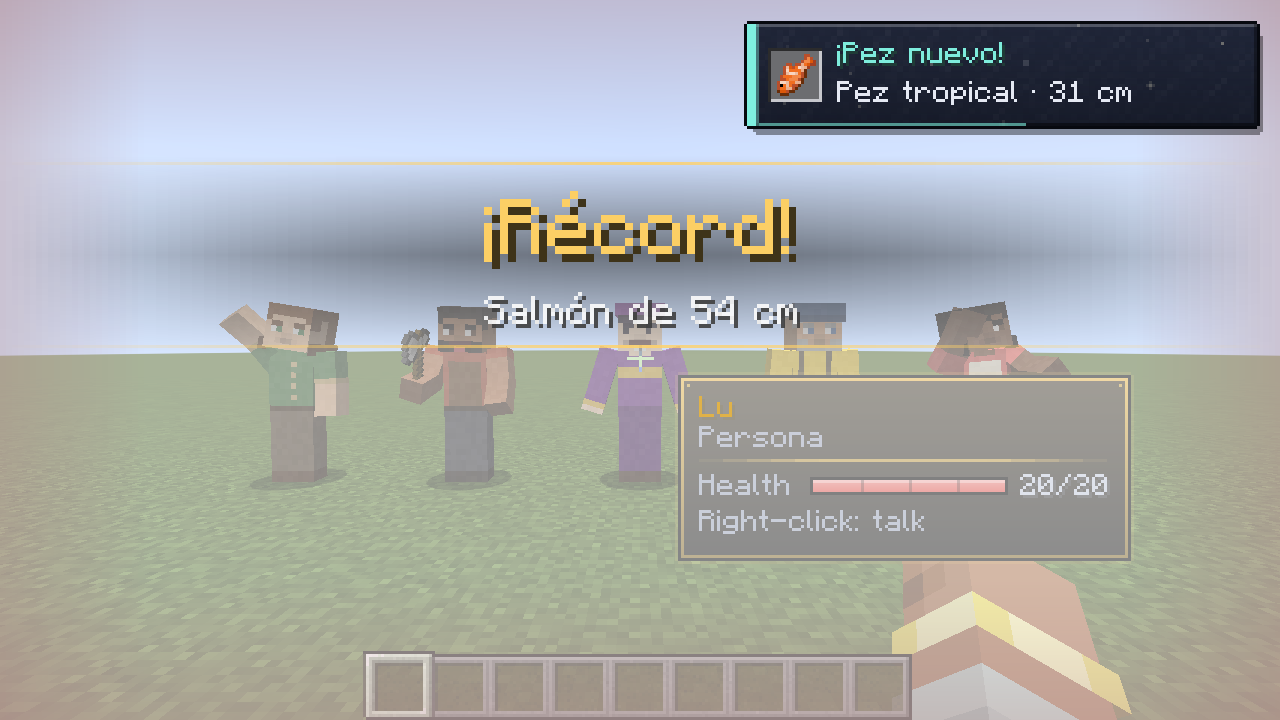 ¡Pez nuevo!
Pez tropical · 31 cm
¡Récord!
Salmón de 54 cm
Lu
Persona
Health 20/20
Right-click: talk